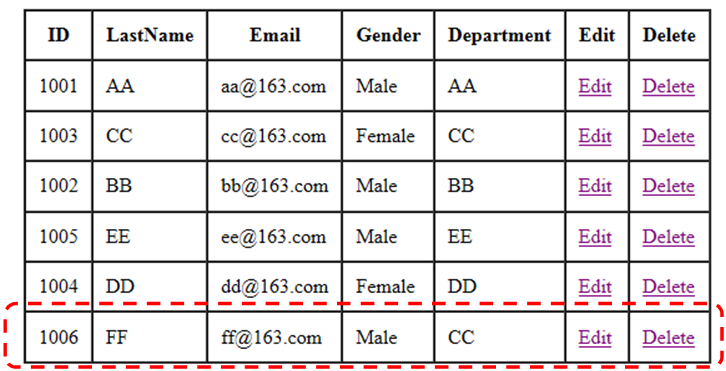 ID LastName Email Gender Department Edit Delete
1001 AA aa@163.com Male AA Edit Delete
1003 CC cc@163.com Female CC Edit Delete
1002 BB bb@163.com Male BB Edit Delete
1005 EE ee@163.com Male EE Edit Delete
1004 DD dd@163.com Female DD Edit Delete
1006 FF ff@163.com Male CC Edit Delete